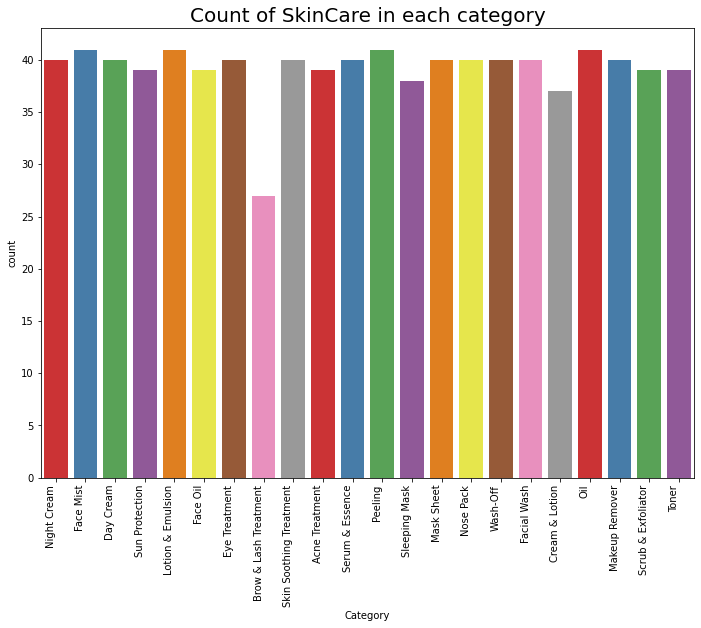 Count of SkinCare in each category
40
35
30
25
20
15
10
5
0
count
Night Cream
Face Mist
Day Cream
Sun Protection
Lotion & Emulsion
Face Oil
Eye Treatment
Brow & Lash Treatment
Skin Soothing Treatment
Acne Treatment
Serum & Essence
Peeling
Sleeping Mask
Mask Sheet
Nose Pack
Wash-Off
Facial Wash
Cream & Lotion
Oil
Makeup Remover
Scrub & Exfoliator
Toner
Category